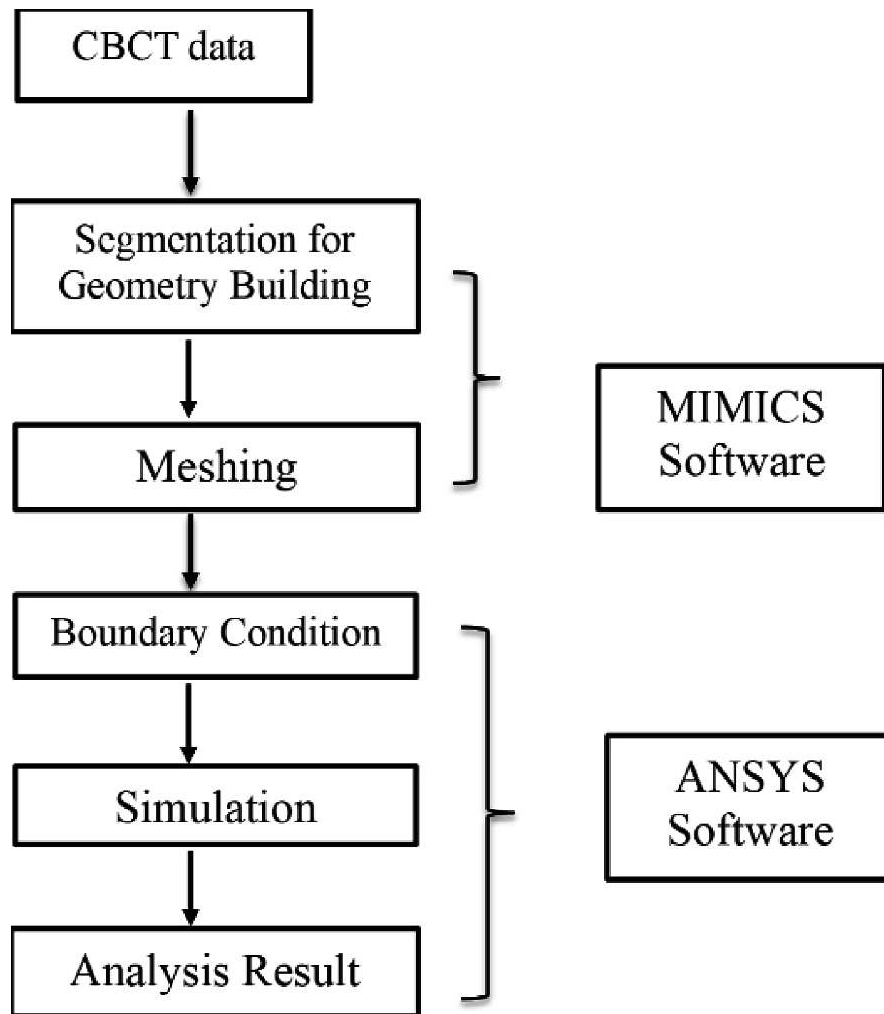 CBCT data
Segmentation for
Geometry Building
Meshing
MIMICS
Software
Boundary Condition
Simulation
Analysis Result
ANSYS
Software